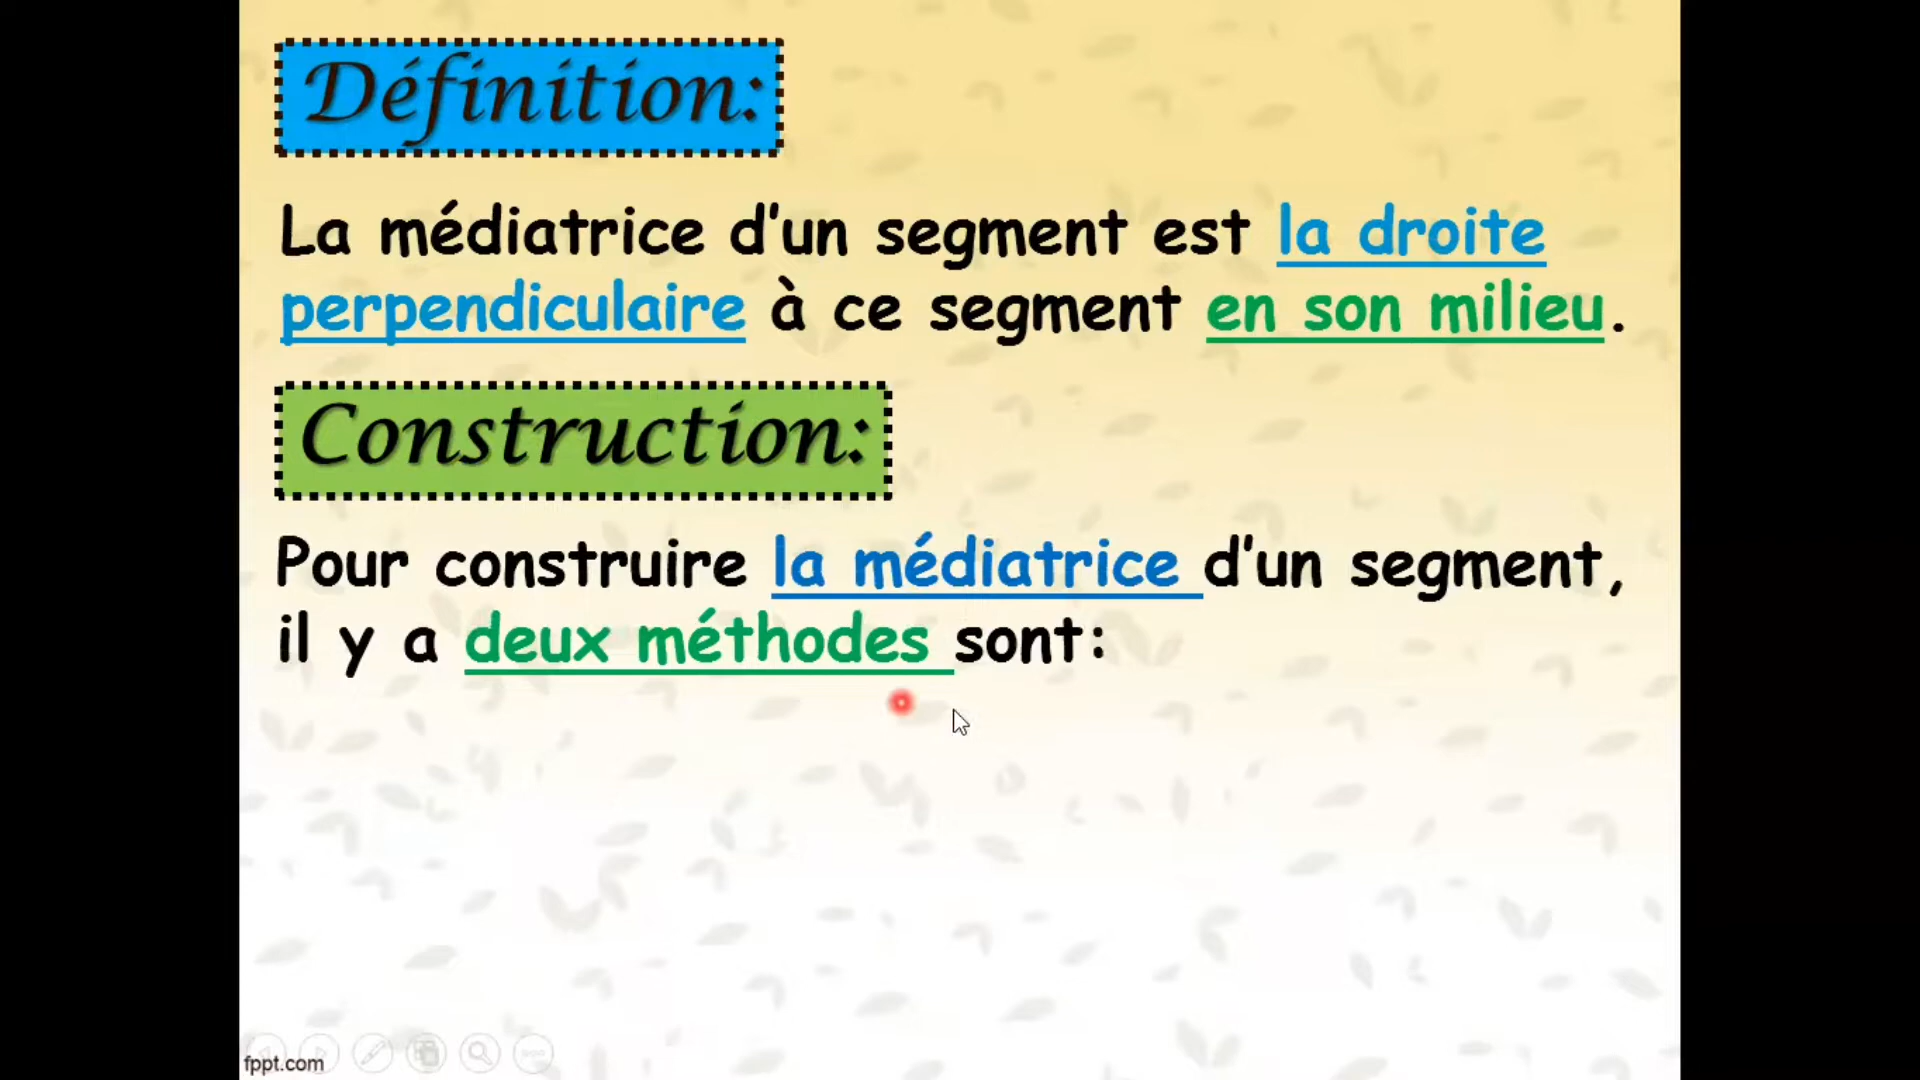 Définition:
La médiatrice d'un segment est la droite
perpendiculaire à ce segment en son milieu.
Construction:
Pour construire la médiatrice d'un segment,
il y a deux méthodes sont:
fppt.com